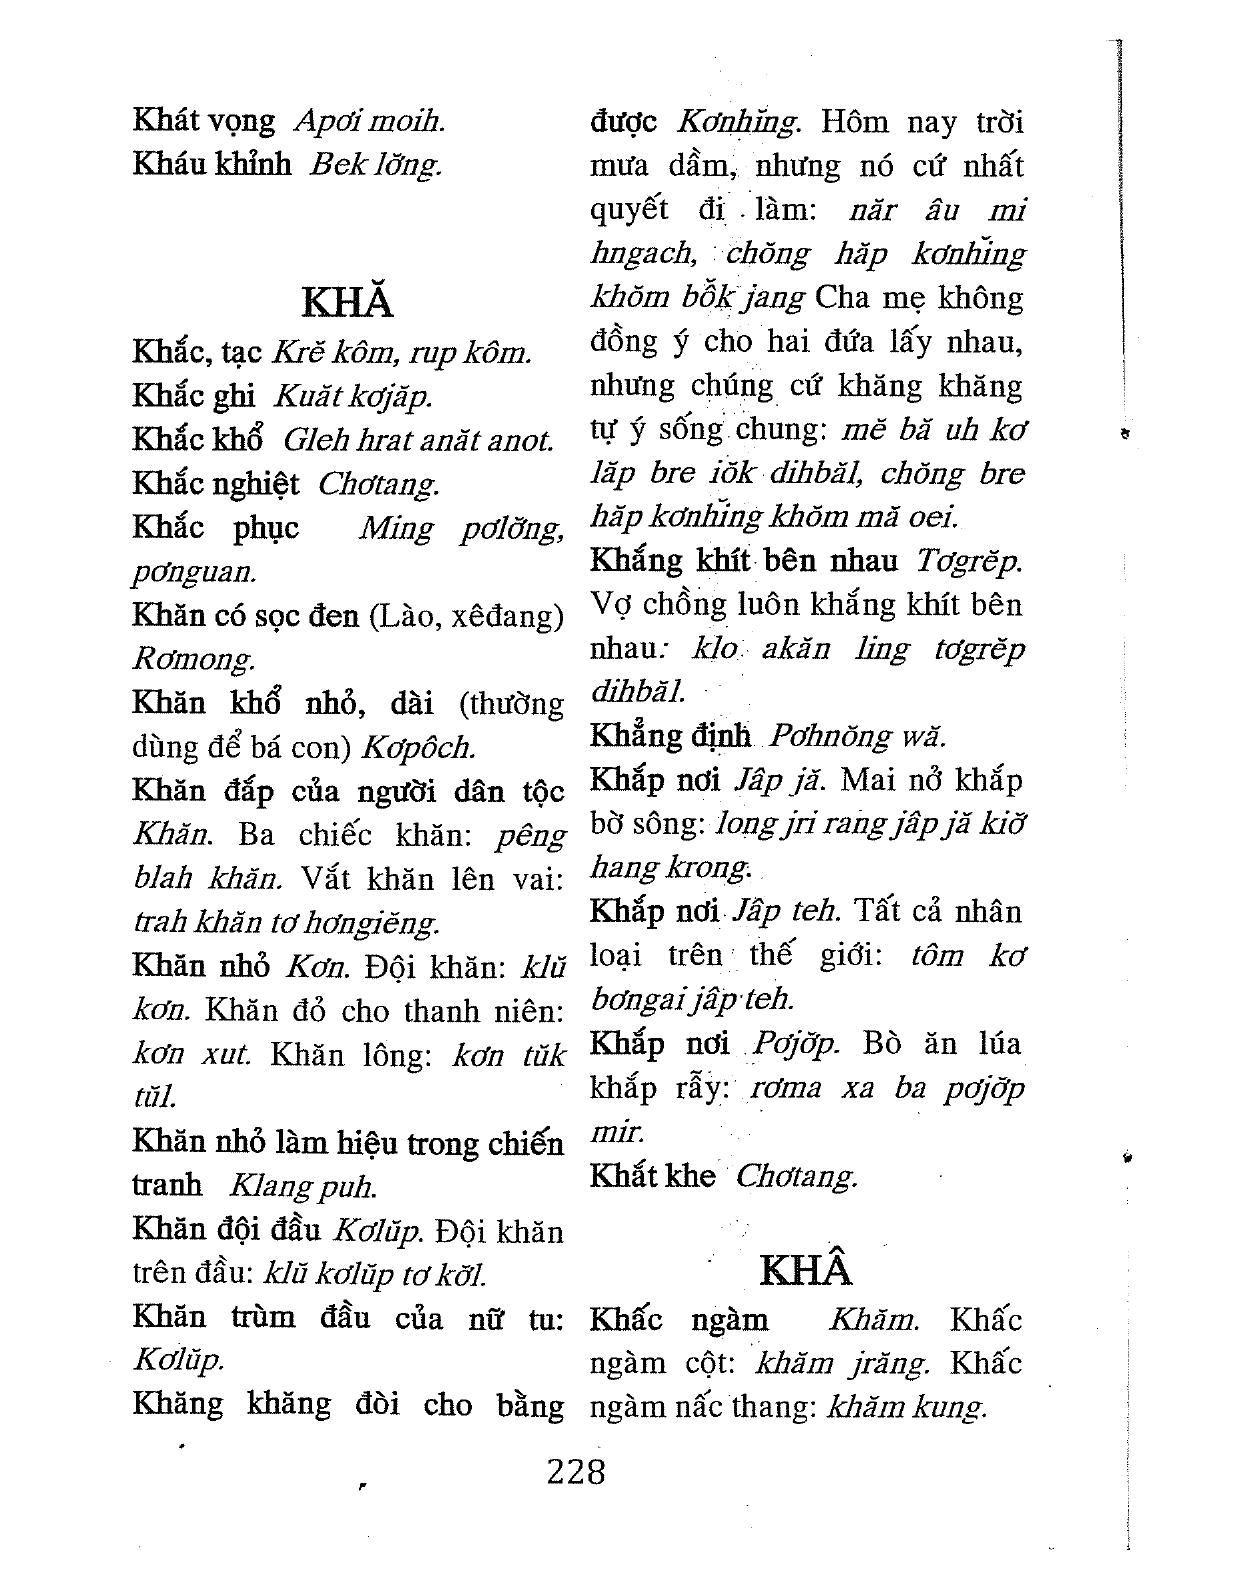 Khát vọng Apơi moih.
Kháu khỉnh Bek lơ̆ng.
KHĂ
Khắc, tạc Krĕ kôm, rup kôm.
Khắc ghi Kuăt kơjăp.
Khắc khổ Gleh hrat anăt anot.
Khắc nghiệt Chơtang.
Khắc phục Ming pơlơ̆ng,
pơnguan.
Khăn có sọc đen (Lào, xêđang)
Rơmong.
Khăn khổ nhỏ, dài (thường
dùng để bá con) Kơpôch.
Khăn đắp của người dân tộc
Khăn. Ba chiếc khăn: pêng
blah khăn. Vắt khăn lên vai:
trah khăn tơ hơngiĕng.
Khăn nhỏ Kơn. Đội khăn: klŭ
kơn. Khăn đỏ cho thanh niên:
kơn xut. Khăn lông: kơn tŭk
tŭl.
Khăn nhỏ làm hiệu trong chiến
tranh Klang puh.
Khăn đội đầu Kơlŭp. Đội khăn
trên đầu: klŭ kơlŭp tơ kơ̆l.
Khăn trùm đầu của nữ tu:
Kơlŭp.
Khăng khăng đòi cho bằng
được Kơnhĭng. Hôm nay trời
mưa dầm, nhưng nó cứ nhất
quyết đi làm: năr âu mi
hngach, chŏng hăp kơnhĭng
khŏm bô̆k jang Cha mẹ không
đồng ý cho hai đứa lấy nhau,
nhưng chúng cứ khăng khăng
tự ý sống chung: mĕ bă uh kơ
lăp bre iŏk dihbăl, chŏng bre
hăp kơnhĭng khŏm mă oei.
Khắng khít bên nhau Tơgrĕp.
Vợ chồng luôn khắng khít bên
nhau: klo akăn ling tơgrĕp
dihbăl.
Khẳng định Pơhnŏng wă.
Khắp nơi Jâp jă. Mai nở khắp
bờ sông: long jri rang jâp jă kiơ̆
hang krong.
Khắp nơi Jâp teh. Tất cả nhân
loại trên thế giới: tôm kơ
bơngai jâp teh.
Khắp nơi Pơjơ̆p. Bò ăn lúa
khắp rẫy: rơma xa ba pơjơ̆p
mir.
Khắt khe Chơtang.
KHÂ
Khấc ngàm Khăm. Khấc
ngàm cột: khăm jrăng. Khấc
ngàm nấc thang: khăm kung.
228